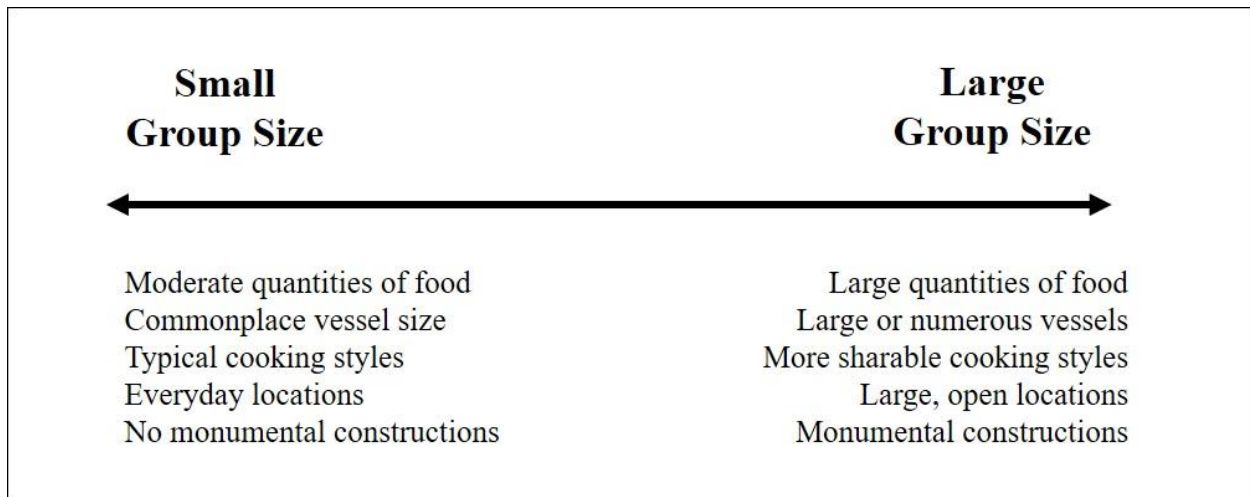 Small
Group Size
Large
Group Size
Moderate quantities of food
Commonplace vessel size
Typical cooking styles
Everyday locations
No monumental constructions
Large quantities of food
Large or numerous vessels
More sharable cooking styles
Large, open locations
Monumental constructions